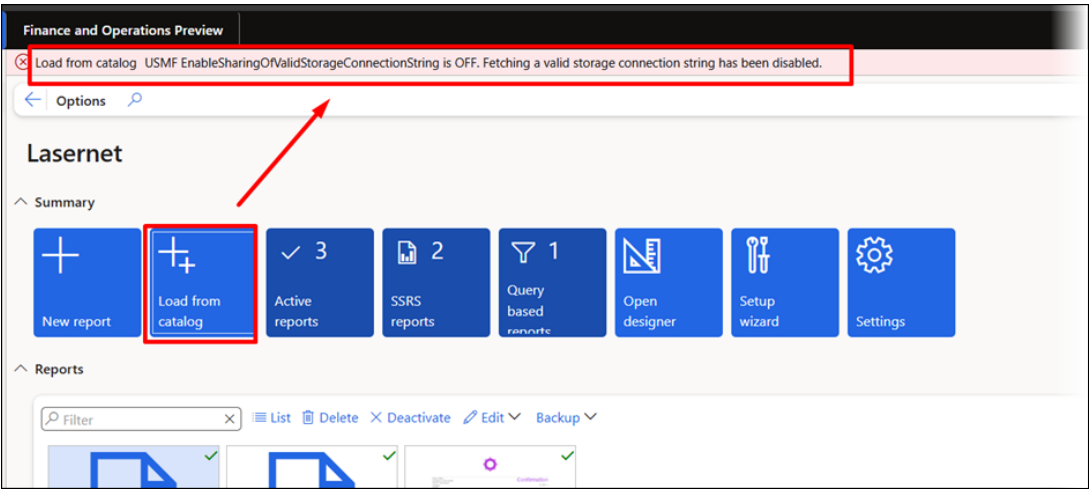 Finance and Operations Preview
Load from catalog USMF EnableSharingOfValidStorageConnectionString is OFF. Fetching a valid storage connection string has been disabled.
Options
Lasernet
Summary
New report
Load from
catalog
3
Active
reports
2
SSRS
reports
1
Query
based
reports
Open
designer
Setup
wizard
Settings
Reports
Filter
List Delete Deactivate Edit Backup
Confirmation